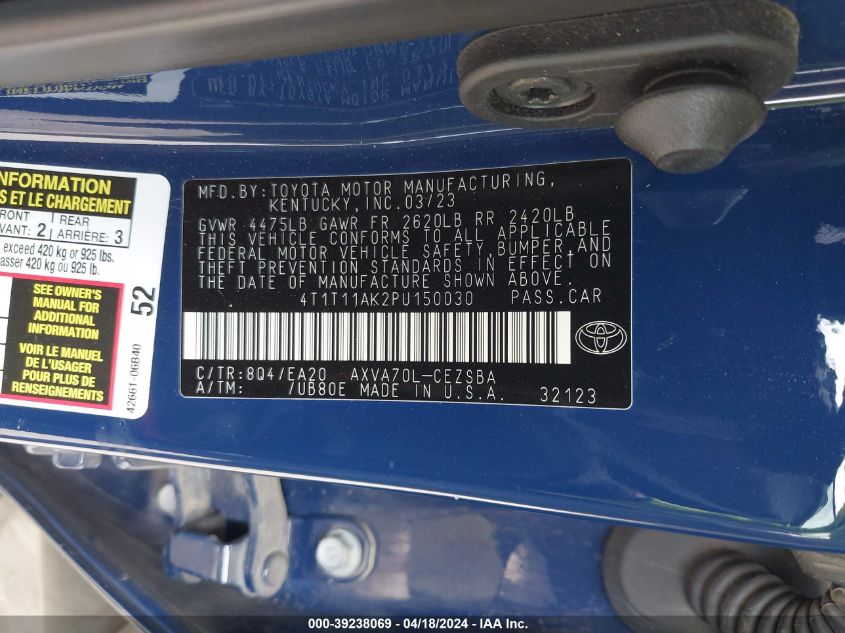 NFORMATION
S ET LE CHARGEMENT
FRONT
VANT: 2
REAR
ARRIÈRE: 3
exceed 420 kg or 925 lbs.
asser 420 kg ou 925 lb.
SEE OWNER'S
MANUAL FOR
ADDITIONAL
INFORMATION
VOIR LE MANUEL
DE L'USAGER
POUR PLUS DE
RENSEIGNEMENTS
52
42661-06B40
MFD.BY:TOYOTA MOTOR MANUFACTURING,
KENTUCKY, INC.03/23
GVWR 4475LB GAWR FR 2620LB RR 2420LB
THIS VEHICLE CONFORMS TO ALL APPLICABLE
FEDERAL MOTOR VEHICLE SAFETY, BUMPER,AND
THEFT PREVENTION STANDARDS IN EFFECT ON
THE DATE OF MANUFACTURE SHOWN ABOVE.
4T1T11AK2PU150030 PASS.CAR
C/TR:8Q4/EA20 AXVA70L-CEZSBA
A/TM: /UB80E MADE IN U.S.A. 32123
000-39238069 - 04/18/2024 - IAA Inc.